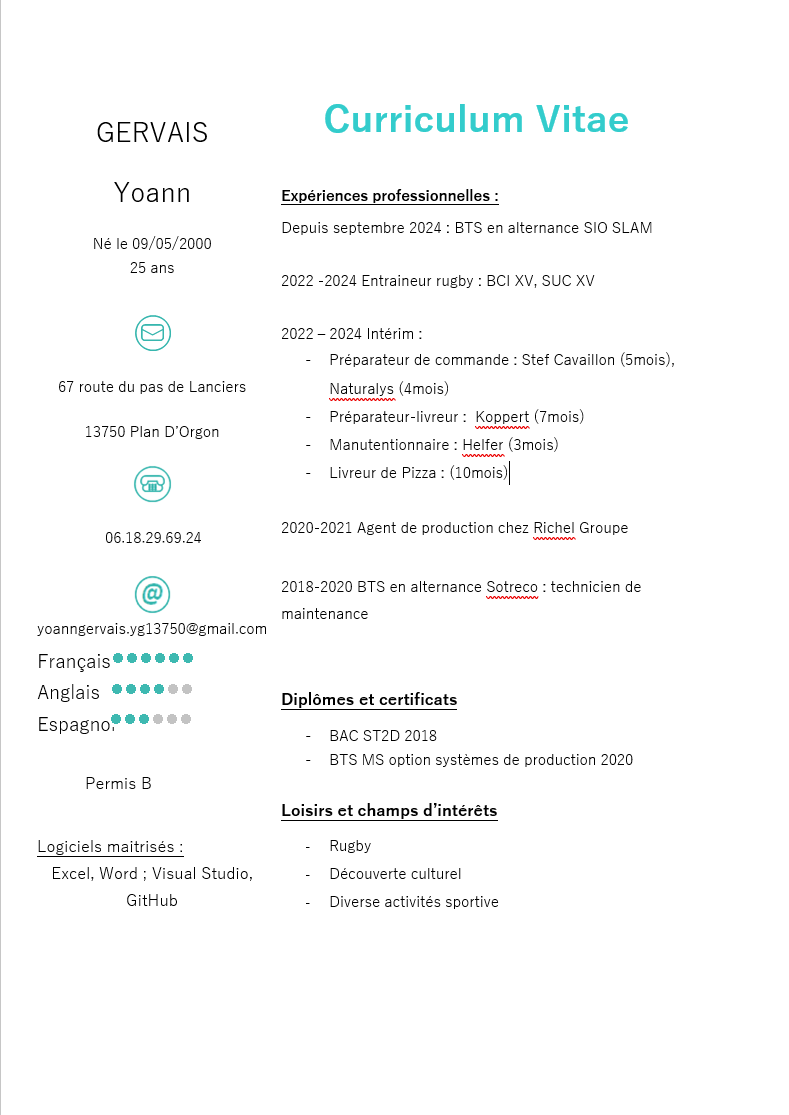 GERVAIS
Yoann
Né le 09/05/2000
25 ans
67 route du pas de Lanciers
13750 Plan D’Orgon
06.18.29.69.24
@
yoanngervais.yg13750@gmail.com
Français
Anglais
Espagnol
Permis B
Logiciels maitrisés :
Excel, Word ; Visual Studio,
GitHub
Curriculum Vitae
Expériences professionnelles :
Depuis septembre 2024 : BTS en alternance SIO SLAM
2022 -2024 Entraineur rugby : BCI XV, SUC XV
2022 – 2024 Intérim :
- Préparateur de commande : Stef Cavaillon (5mois),
Naturalys (4mois)
- Préparateur-livreur : Koppert (7mois)
- Manutentionnaire : Helfer (3mois)
- Livreur de Pizza : (10mois)
2020-2021 Agent de production chez Richel Groupe
2018-2020 BTS en alternance Sotreco : technicien de
maintenance
Diplômes et certificats
- BAC ST2D 2018
- BTS MS option systèmes de production 2020
Loisirs et champs d’intérêts
- Rugby
- Découverte culturel
- Diverse activités sportive